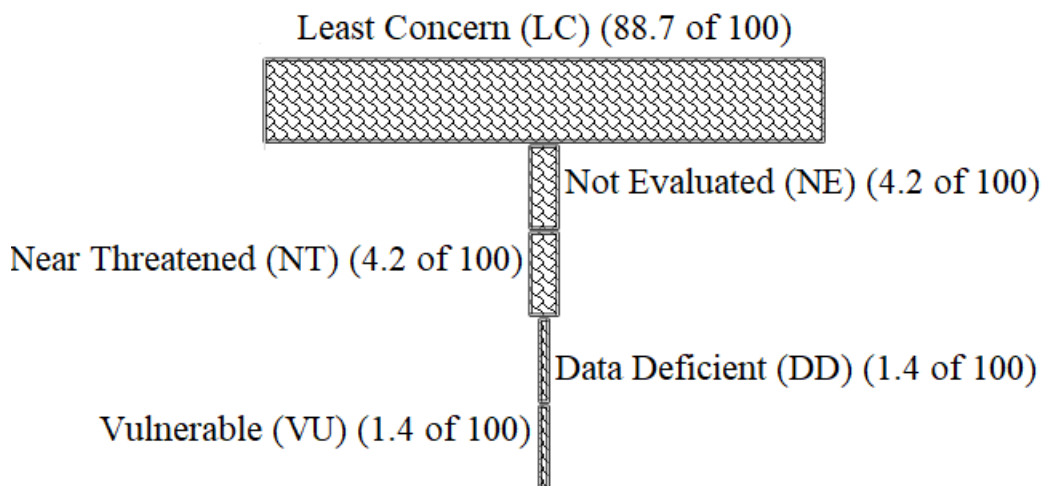 Least Concern (LC) (88.7 of 100)
Not Evaluated (NE) (4.2 of 100)
Near Threatened (NT) (4.2 of 100)
Data Deficient (DD) (1.4 of 100)
Vulnerable (VU) (1.4 of 100)